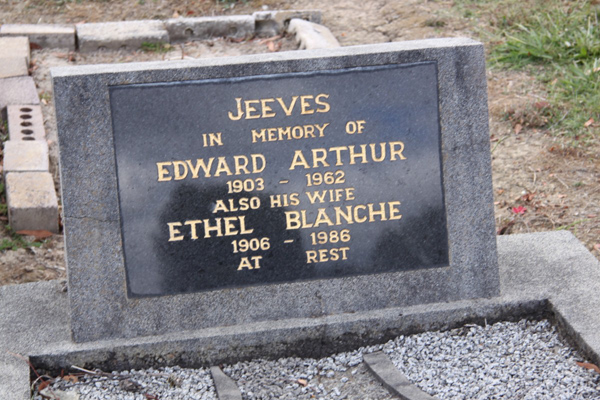 JEEVES
IN MEMORY OF
EDWARD ARTHUR
1903 - 1962
ALSO HIS WIFE
ETHEL BLANCHE
1906 - 1986
AT REST